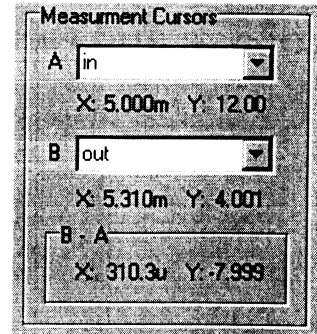 Measurment Cursors
A in
X: 5.000m Y: 12.00
B out
X: 5.310m Y: 4.001
B - A
X: 310.3u Y: -7.999